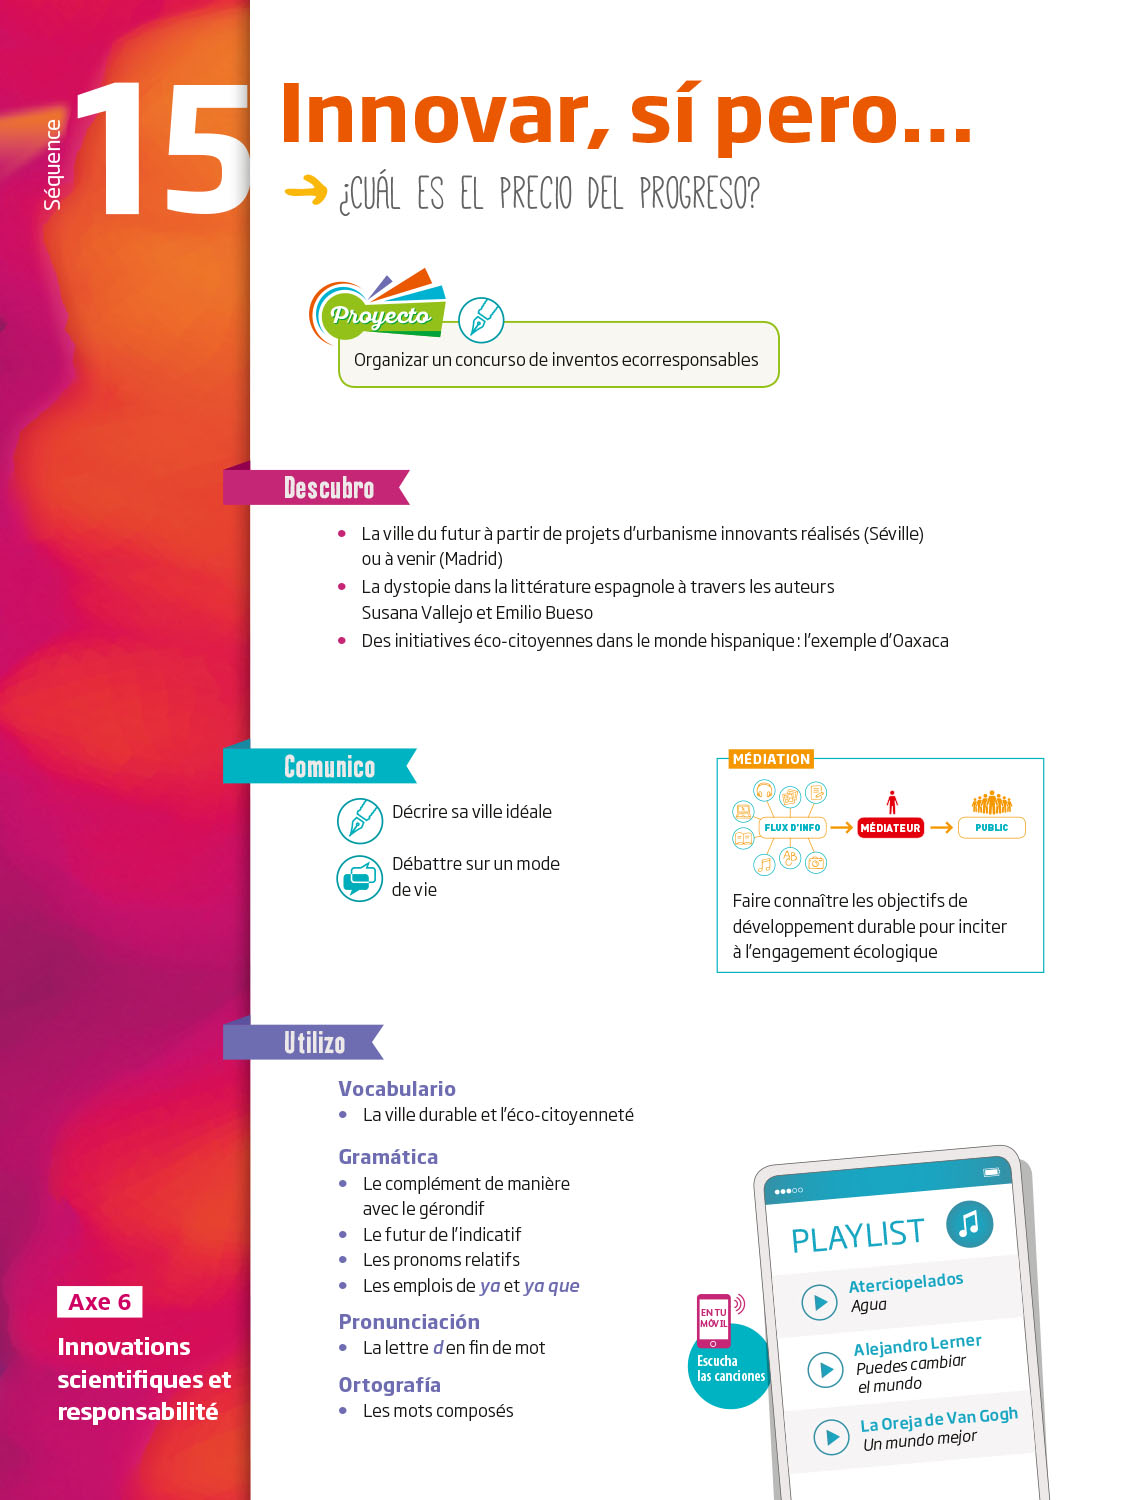 Séquence
15
Innovar, sí pero...
¿CUÁL ES EL PRECIO DEL PROGRESO?
Proyecto
Organizar un concurso de inventos ecorresponsables
Descubro
• La ville du futur à partir de projets d'urbanisme innovants réalisés (Séville)
ou à venir (Madrid)
• La dystopie dans la littérature espagnole à travers les auteurs
Susana Vallejo et Emilio Bueso
• Des initiatives éco-citoyennes dans le monde hispanique : l'exemple d'Oaxaca
Comunico
Décrire sa ville idéale
Débattre sur un mode
de vie
MÉDIATION
FLUX D'INFO
MÉDIATEUR
PUBLIC
ABC
Faire connaître les objectifs de
développement durable pour inciter
à l'engagement écologique
Utilizo
Vocabulario
• La ville durable et l'éco-citoyenneté
Gramática
• Le complément de manière
avec le gérondif
• Le futur de l'indicatif
• Les pronoms relatifs
• Les emplois de ya et ya que
Pronunciación
• La lettre d en fin de mot
Ortografía
• Les mots composés
Axe 6
Innovations
scientifiques et
responsabilité
EN TU
MÓVIL
Escucha
las canciones
PLAYLIST
Aterciopelados
Agua
Alejandro Lerner
Puedes cambiar
el mundo
La Oreja de Van Gogh
Un mundo mejor